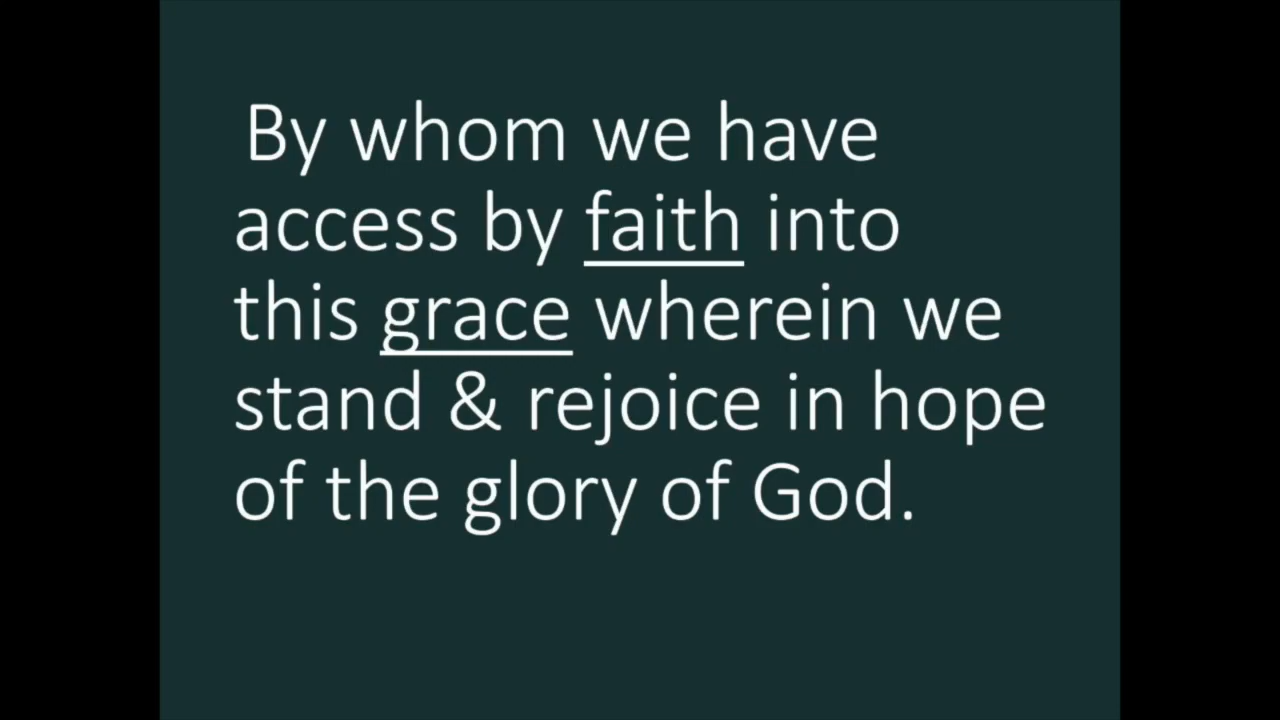 By whom we have
access by faith into
this grace wherein we
stand & rejoice in hope
of the glory of God.